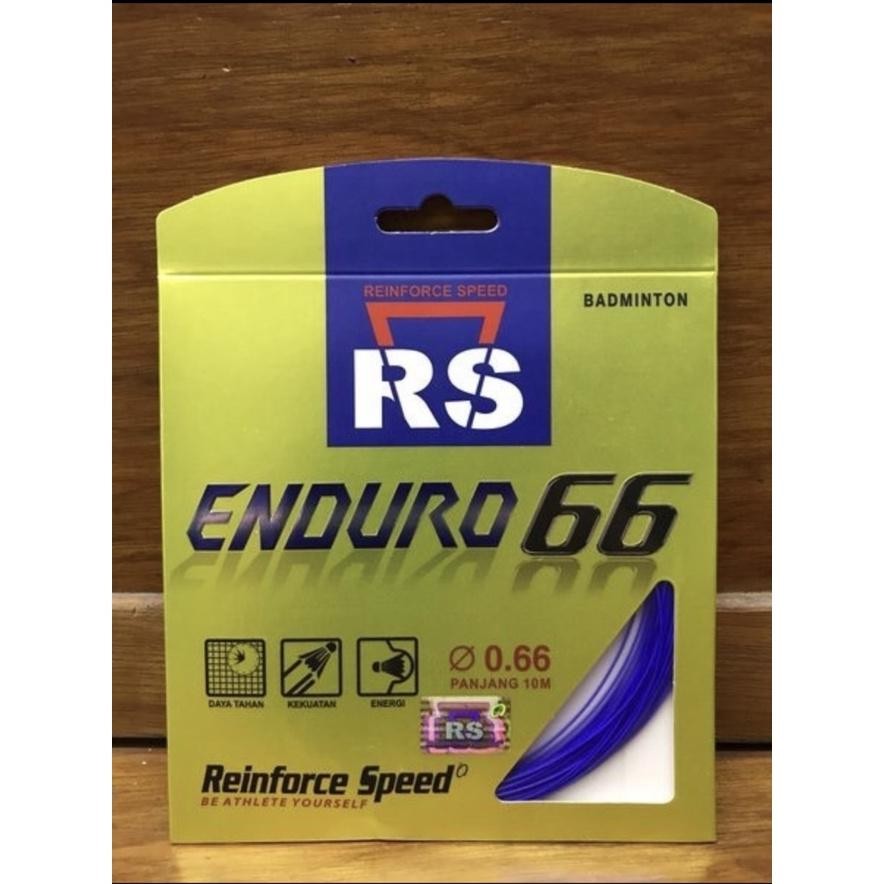 REINFORCE SPEED
RS
BADMINTON
ENDURO 66
DAYA TAHAN
KEKUATAN
ENERGI
Ø 0.66
PANJANG 10M
RS
Reinforce Speed
BE ATHLETE YOURSELF